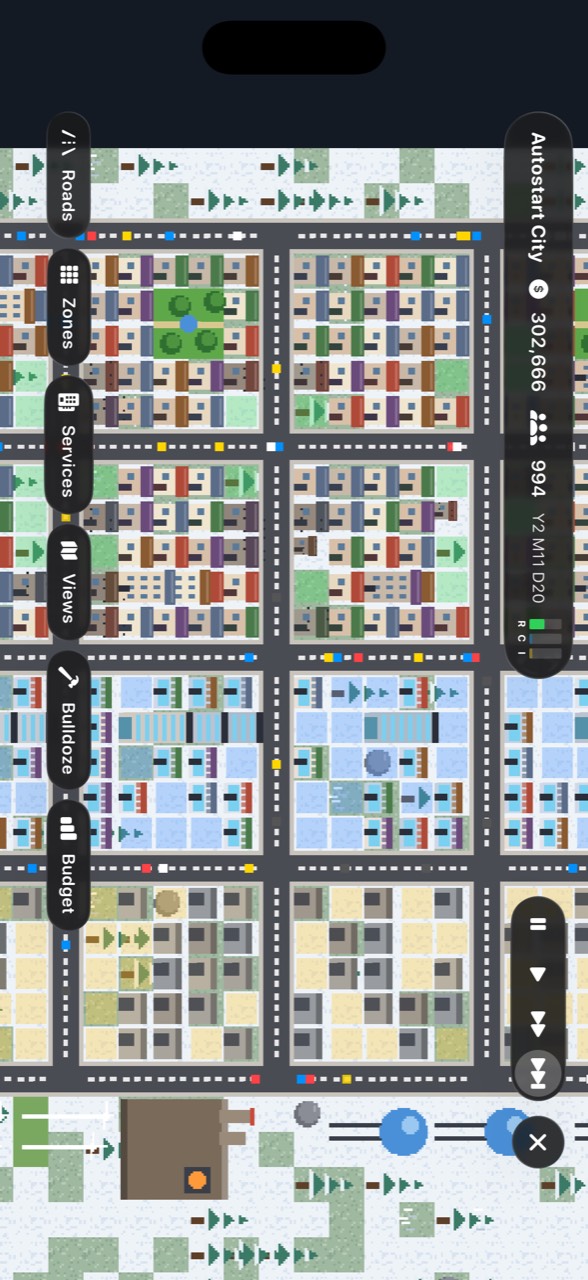 Autostart City $ 302,666 994 Y2 M11 D20
R
C
I
Roads
Zones
Services
Views
Bulldoze
Budget